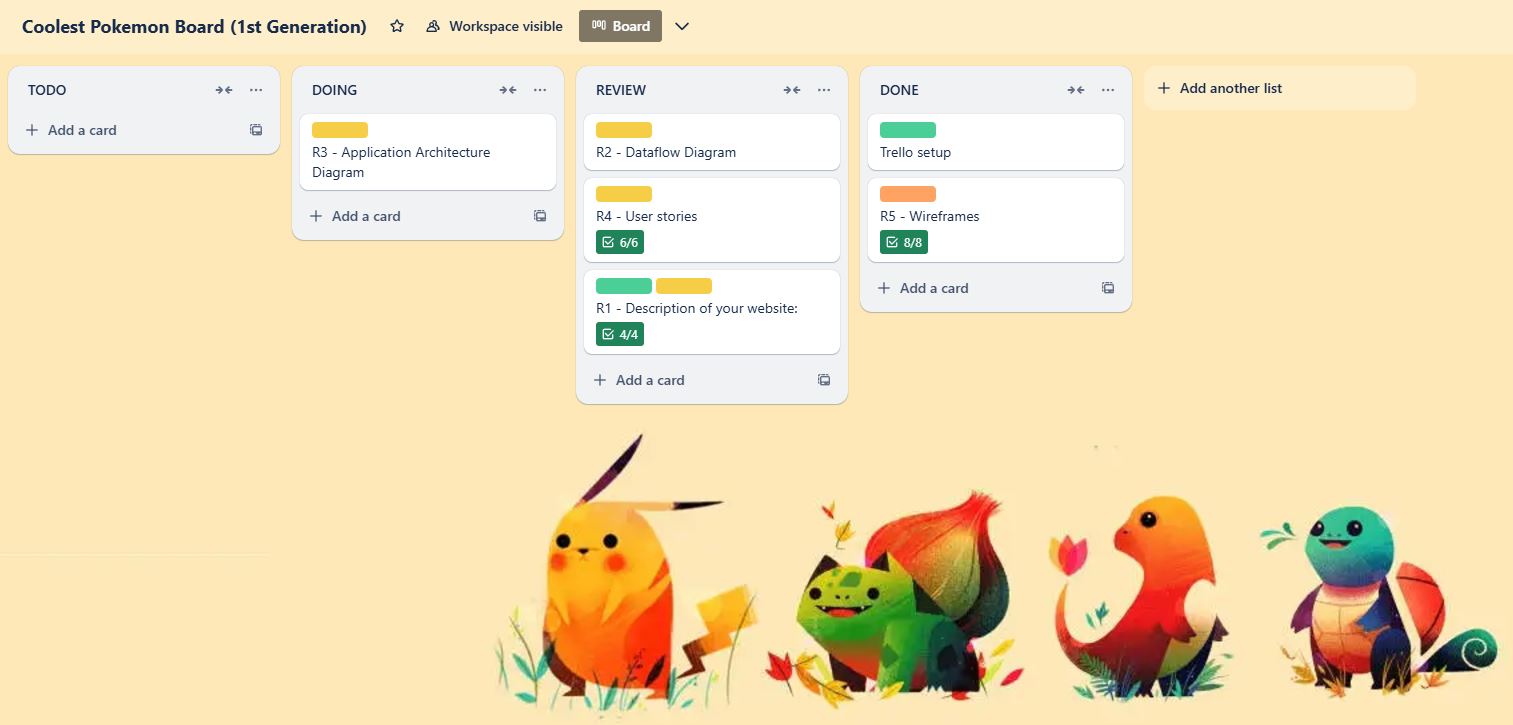 Coolest Pokemon Board (1st Generation)
Workspace visible
Board
TODO
Add a card
DOING
R3 - Application Architecture
Diagram
Add a card
REVIEW
R2 - Dataflow Diagram
R4 - User stories
6/6
R1 - Description of your website:
4/4
Add a card
DONE
Trello setup
R5 - Wireframes
8/8
Add a card
Add another list